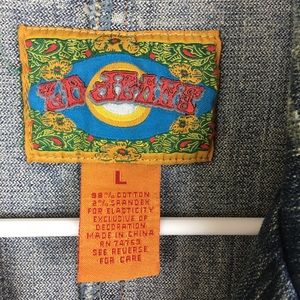 ZD JEANS
L
98% COTTON
2% SPANDEX
FOR ELASTICITY
EXCLUSIVE OF
DECORATION
MADE IN CHINA
RN 74763
SEE REVERSE
FOR CARE